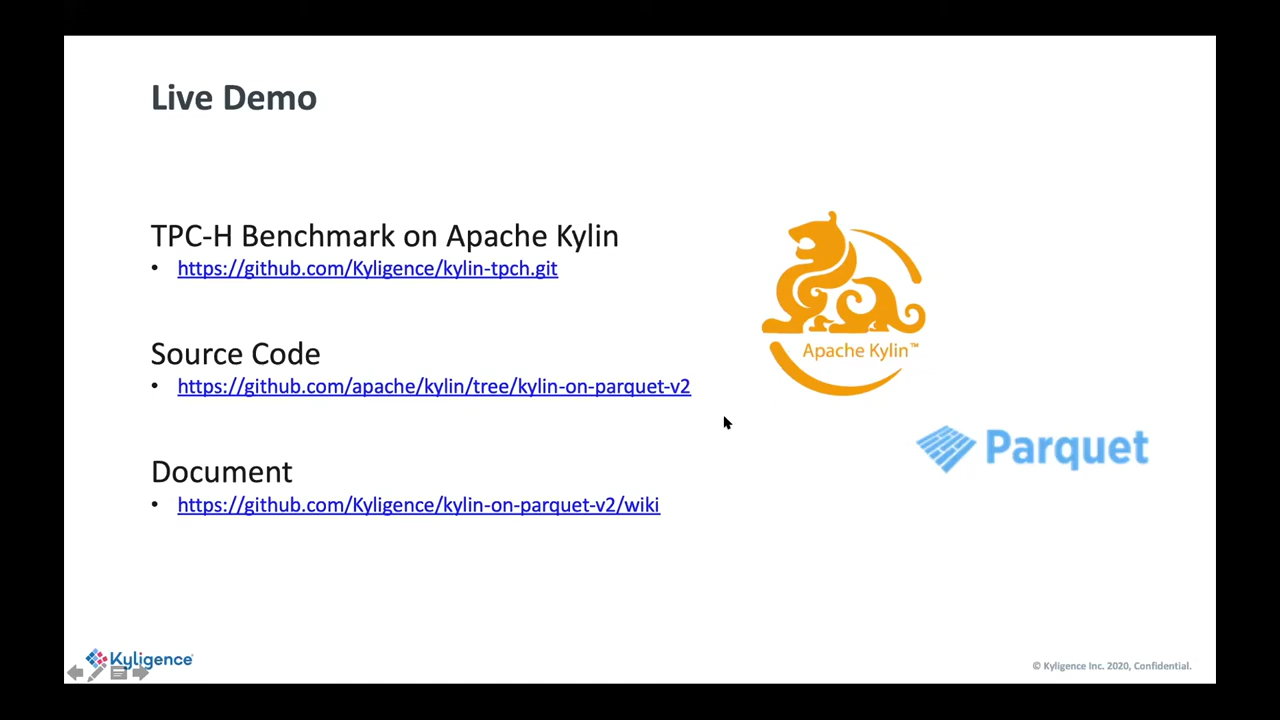 Live Demo
TPC-H Benchmark on Apache Kylin
• https://github.com/Kyligence/kylin-tpch.git
Source Code
• https://github.com/apache/kylin/tree/kylin-on-parquet-v2
Document
• https://github.com/Kyligence/kylin-on-parquet-v2/wiki
Apache Kylin™
Parquet
Kyligence
© Kyligence Inc. 2020, Confidential.